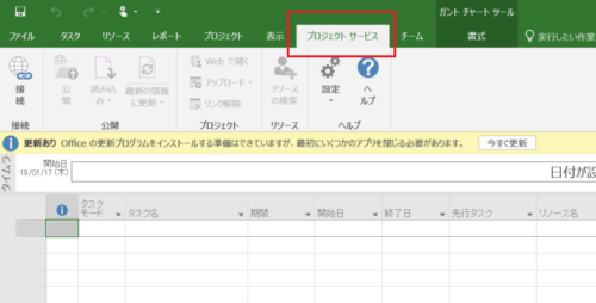 ガント チャート ツール
ファイル タスク リソース レポート プロジェクト 表示 プロジェクト サービス チーム 書式 実行したい作業
接続 公開 読み込み 最新の情報に更新 Web で開く アップロード リンク解除 リソースの検索 設定 ヘルプ
接続 公開 プロジェクト リソース ヘルプ
更新あり Office の更新プログラムをインストールする準備はできていますが、最初にいくつかのアプリを閉じる必要があります。 今すぐ更新
タイムラ
開始日
19/01/17 (木)
日付が設
タスク モード タスク名 期間 開始日 終了日 先行タスク リソース名